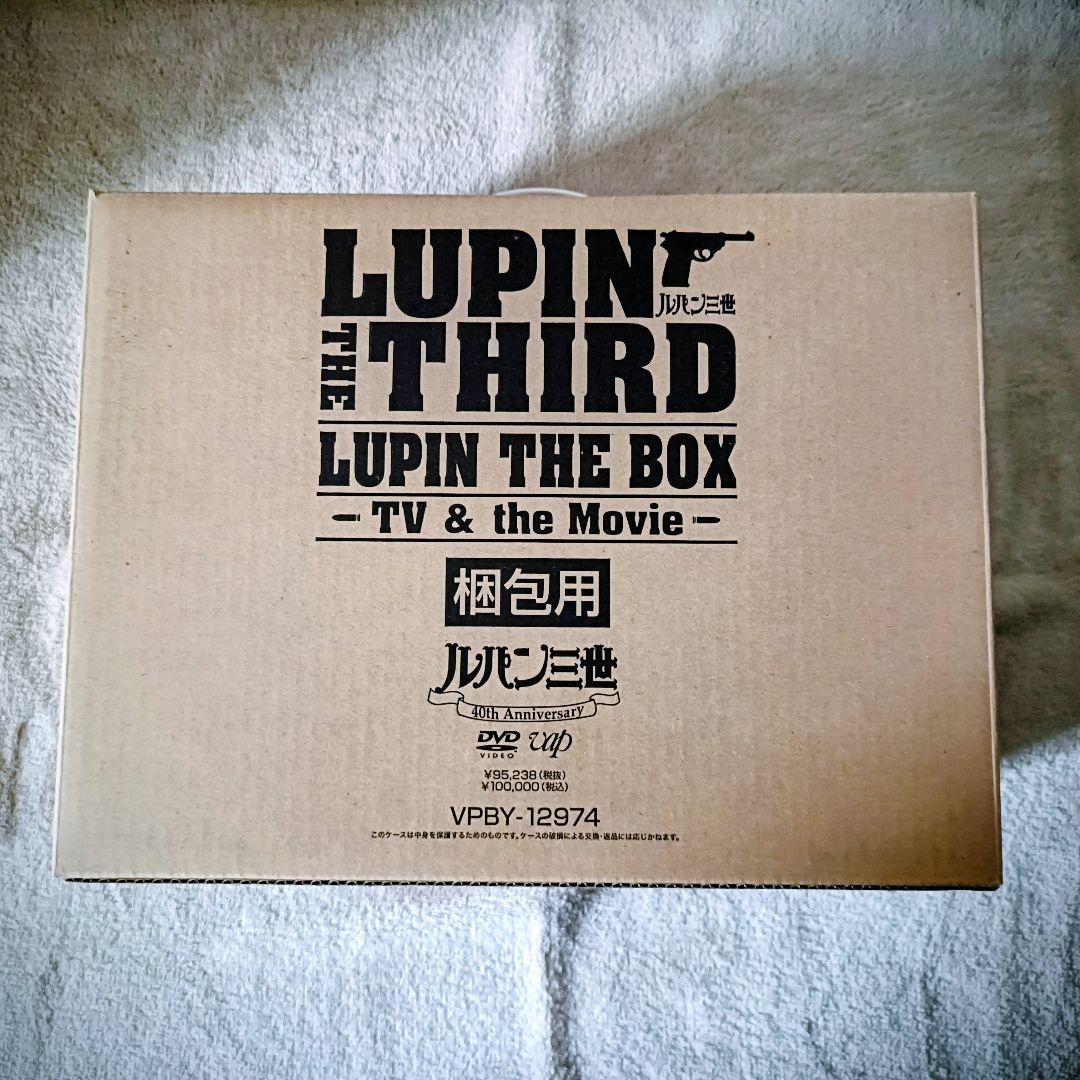 LUPIN
ルパン三世
THE THIRD
LUPIN THE BOX
- TV & the Movie -
梱包用
ルパン三世
40th Anniversary
DVD VIDEO vap
¥95,238(税抜)
¥100,000(税込)
VPBY-12974
このケースは中身を保護するためのものです。ケースの破損による交換・返品には応じかねます。